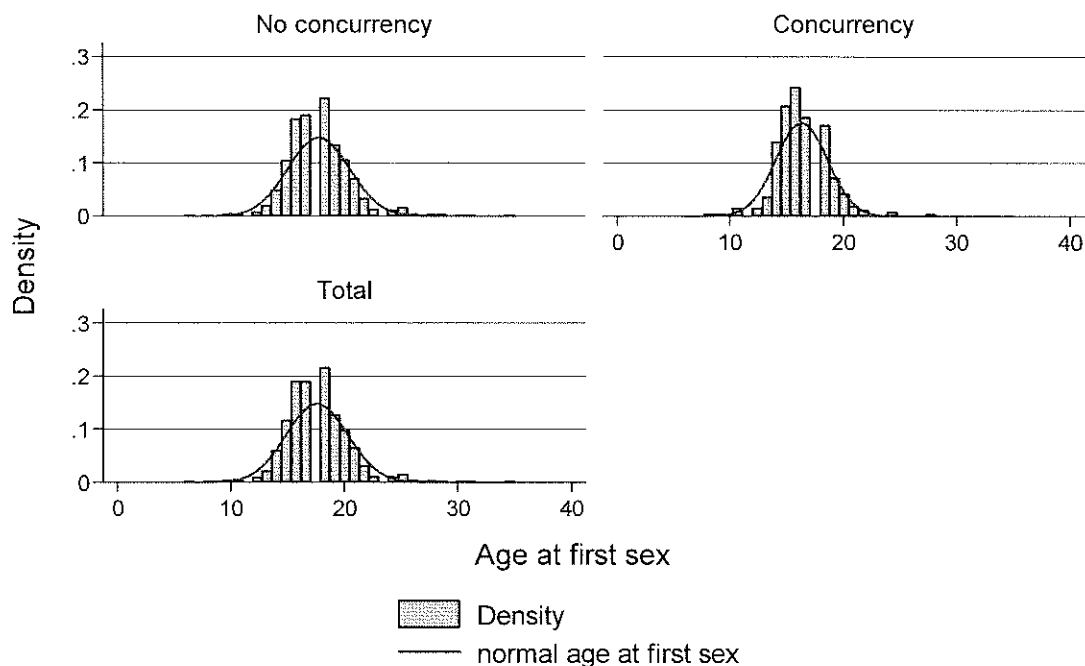 No concurrency
Concurrency
.3
.2
.1
0
0 10 20 30 40
Density
Total
.3
.2
.1
0
0 10 20 30 40
Age at first sex
Density
normal age at first sex